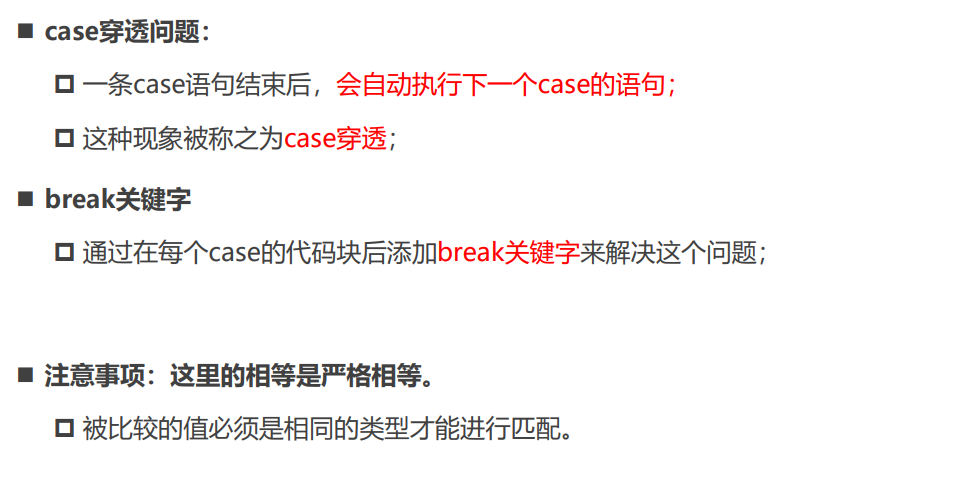 case穿透问题：
一条case语句结束后，会自动执行下一个case的语句；
这种现象被称之为case穿透；
break关键字
通过在每个case的代码块后添加break关键字来解决这个问题；
注意事项：这里的相等是严格相等。
被比较的值必须是相同的类型才能进行匹配。